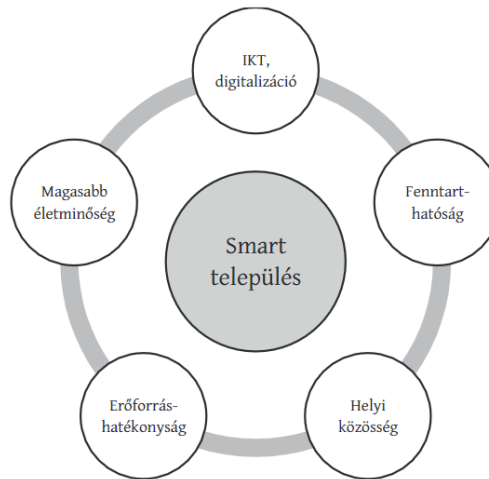 IKT,
digitalizáció
Magasabb
életminőség
Fenntart-
hatóság
Smart
település
Erőforrás-
hatékonyság
Helyi
közösség